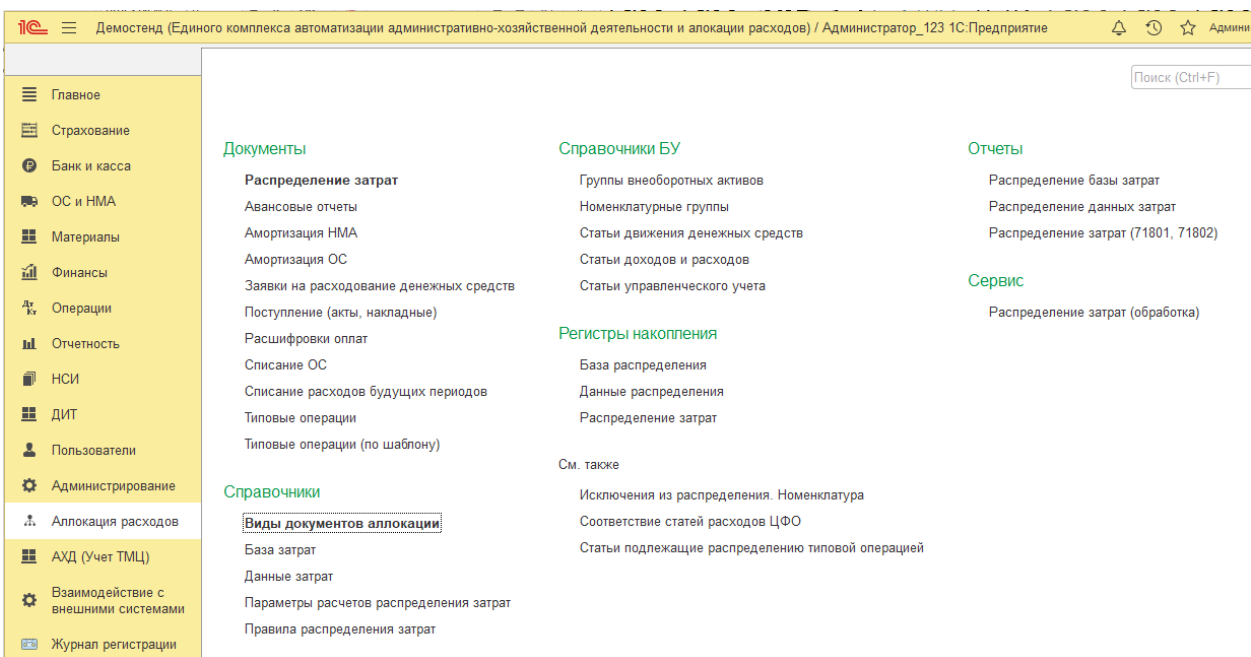 1С Демостенд (Единого комплекса автоматизации административно-хозяйственной деятельности и алокации расходов) / Администратор_123 1С:Предприятие
Админи
Поиск (Ctrl+F)
Главное
Страхование
Банк и касса
ОС и НМА
Материалы
Финансы
Дт Кт Операции
Отчетность
НСИ
ДИТ
Пользователи
Администрирование
Аллокация расходов
АХД (Учет ТМЦ)
Взаимодействие с
внешними системами
Журнал регистрации
Документы
Распределение затрат
Авансовые отчеты
Амортизация НМА
Амортизация ОС
Заявки на расходование денежных средств
Поступление (акты, накладные)
Расшифровки оплат
Списание ОС
Списание расходов будущих периодов
Типовые операции
Типовые операции (по шаблону)
Справочники
Виды документов аллокации
База затрат
Данные затрат
Параметры расчетов распределения затрат
Правила распределения затрат
Справочники БУ
Группы внеоборотных активов
Номенклатурные группы
Статьи движения денежных средств
Статьи доходов и расходов
Статьи управленческого учета
Регистры накопления
База распределения
Данные распределения
Распределение затрат
См. также
Исключения из распределения. Номенклатура
Соответствие статей расходов ЦФО
Статьи подлежащие распределению типовой операцией
Отчеты
Распределение базы затрат
Распределение данных затрат
Распределение затрат (71801, 71802)
Сервис
Распределение затрат (обработка)